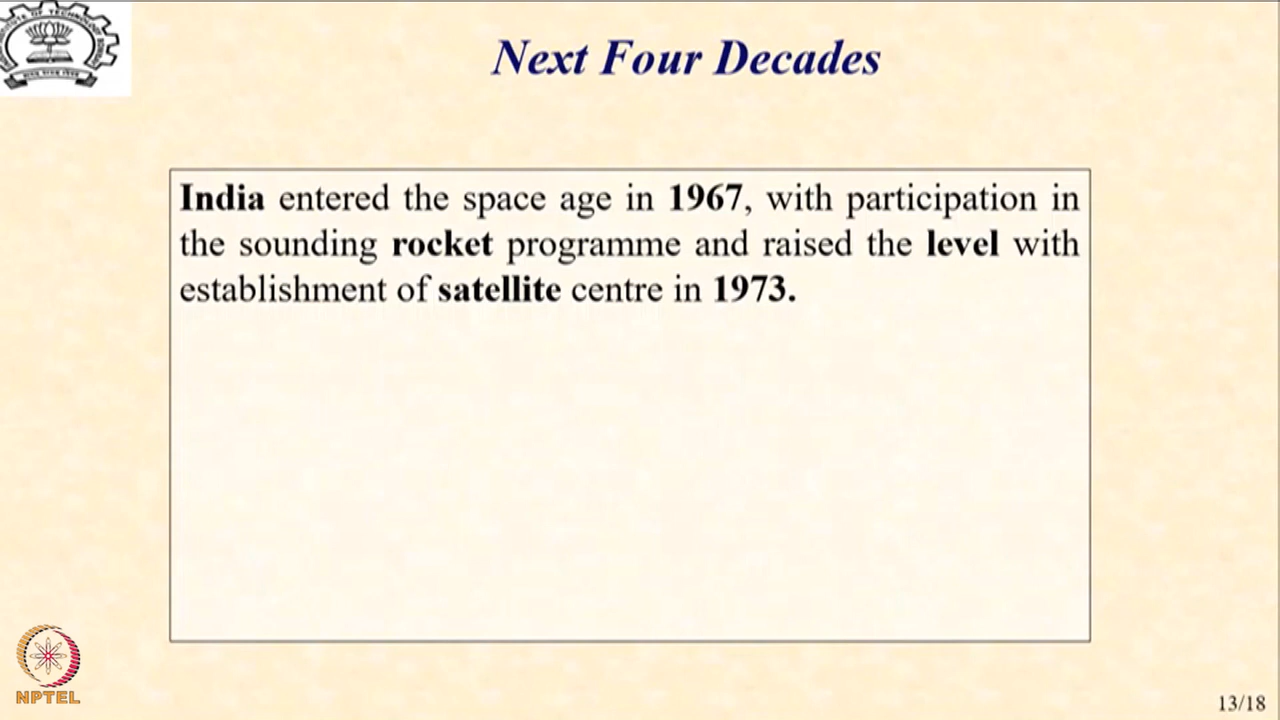 Next Four Decades
India entered the space age in 1967, with participation in
the sounding rocket programme and raised the level with
establishment of satellite centre in 1973.
NPTEL
13/18